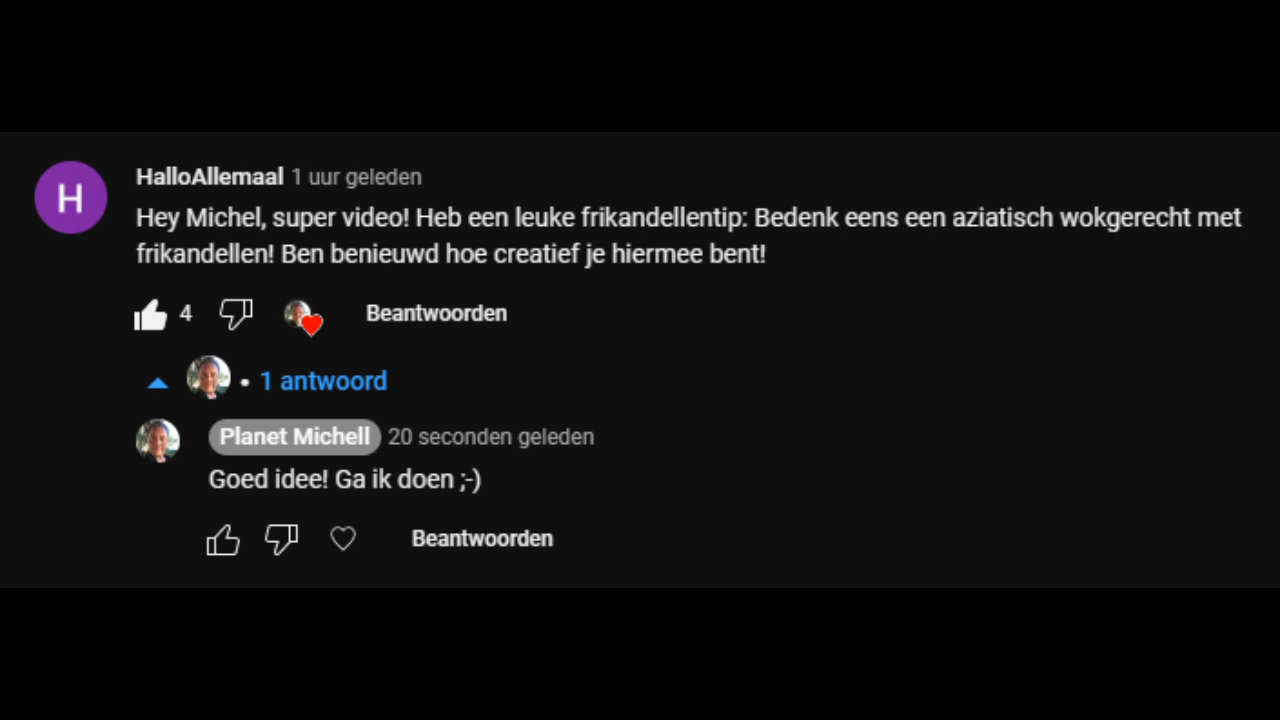 H
HalloAllemaal 1 uur geleden
Hey Michel, super video! Heb een leuke frikandellentip: Bedenk eens een aziatisch wokgerecht met
frikandellen! Ben benieuwd hoe creatief je hiermee bent!
4 Beantwoorden
• 1 antwoord
Planet Michell 20 seconden geleden
Goed idee! Ga ik doen ;-)
Beantwoorden